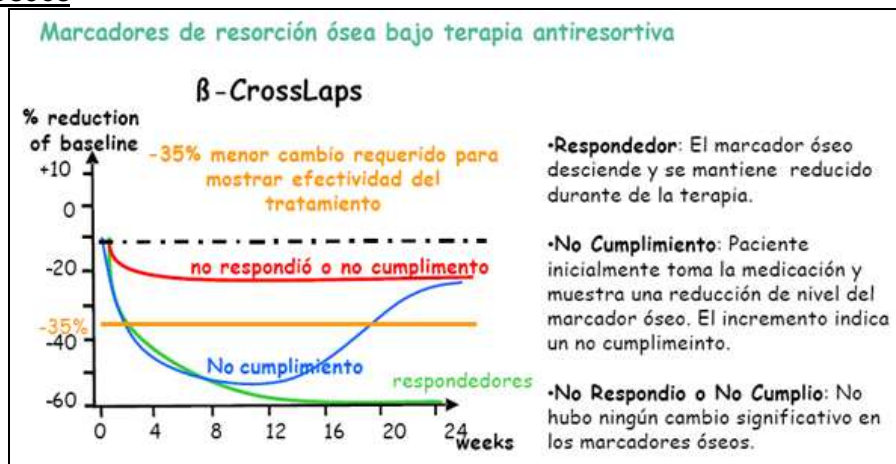 Marcadores de resorción ósea bajo terapia antiresortiva
ß-CrossLaps
% reduction
of baseline
-35% menor cambio requerido para
mostrar efectividad del
tratamiento
+10
0
-20
-35%
-40
-60
no respondió o no cumplimento
No cumplimiento
respondedores
0 4 8 12 16 20 24
weeks
•Respondedor: El marcador óseo
desciende y se mantiene reducido
durante de la terapia.
•No Cumplimiento: Paciente
inicialmente toma la medicación y
muestra una reducción de nivel del
marcador óseo. El incremento indica
un no cumplimeinto.
•No Respondio o No Cumplio: No
hubo ningún cambio significativo en
los marcadores óseos.